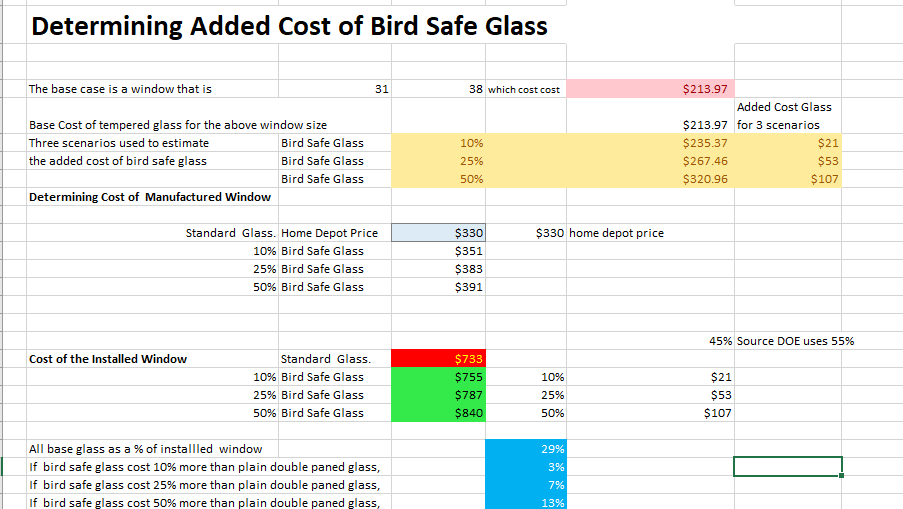 Determining Added Cost of Bird Safe Glass
The base case is a window that is 31 38 which cost cost $213.97
Added Cost Glass
Base Cost of tempered glass for the above window size $213.97 for 3 scenarios
Three scenarios used to estimate Bird Safe Glass 10% $235.37 $21
the added cost of bird safe glass Bird Safe Glass 25% $267.46 $53
Bird Safe Glass 50% $320.96 $107
Determining Cost of Manufactured Window
Standard Glass. Home Depot Price $330 $330 home depot price
10% Bird Safe Glass $351
25% Bird Safe Glass $383
50% Bird Safe Glass $391
45% Source DOE uses 55%
Cost of the Installed Window Standard Glass. $733
10% Bird Safe Glass $755 10% $21
25% Bird Safe Glass $787 25% $53
50% Bird Safe Glass $840 50% $107
All base glass as a % of installled window 29%
If bird safe glass cost 10% more than plain double paned glass, 3%
If bird safe glass cost 25% more than plain double paned glass, 7%
If bird safe glass cost 50% more than plain double paned glass, 13%